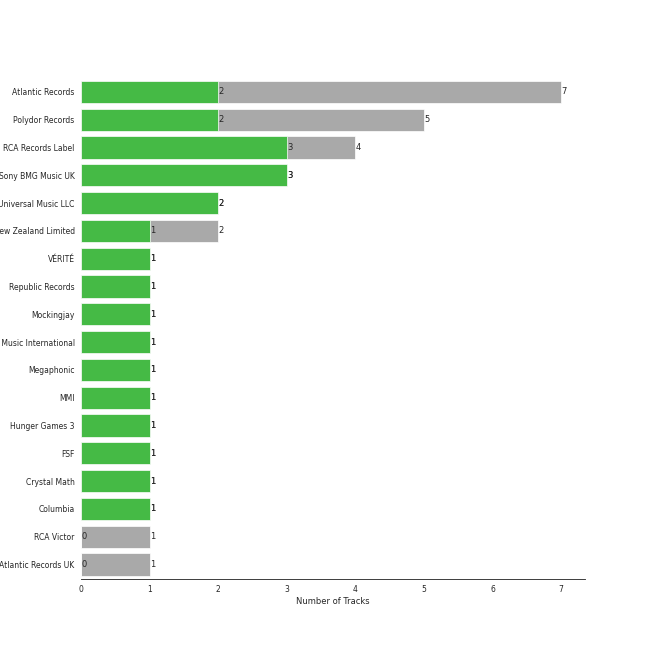 Atlantic Records 2 7
Polydor Records 2 5
RCA Records Label 3 4
Sony BMG Music UK 3
Universal Music LLC 2
ew Zealand Limited 1 2
VÉRITÉ 1
Republic Records 1
Mockingjay 1
Music International 1
Megaphonic 1
MMI 1
Hunger Games 3 1
FSF 1
Crystal Math 1
Columbia 1
RCA Victor 0 1
Atlantic Records UK 0 1
0 1 2 3 4 5 6 7
Number of Tracks